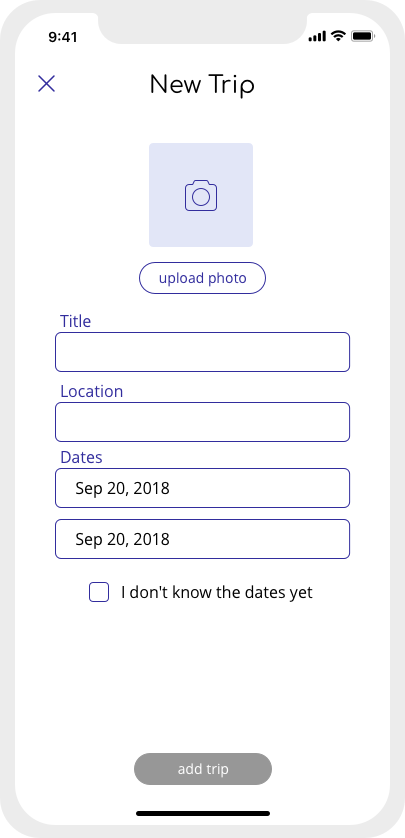 9:41
New Trip
upload photo
Title
Location
Dates
Sep 20, 2018
Sep 20, 2018
I don't know the dates yet
add trip